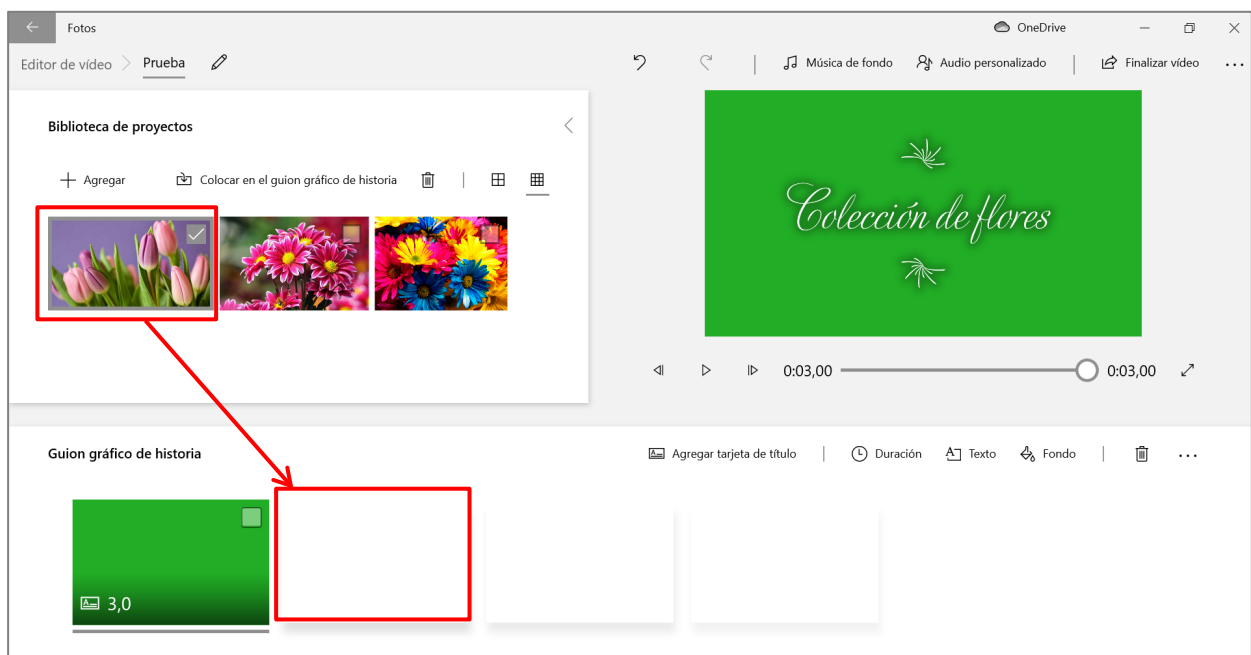 Fotos
OneDrive
Editor de vídeo
Prueba
Música de fondo
Audio personalizado
Finalizar vídeo
Biblioteca de proyectos
Agregar
Colocar en el guion gráfico de historia
Colección de flores
0:03,00
0:03,00
Guion gráfico de historia
Agregar tarjeta de título
Duración
Texto
Fondo
3,0